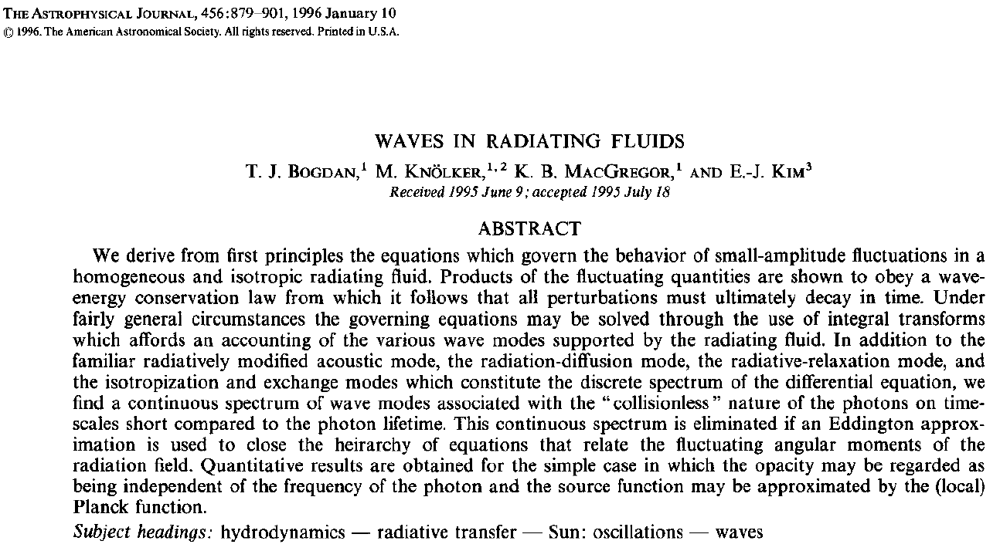 THE ASTROPHYSICAL JOURNAL, 456:879–901, 1996 January 10
© 1996. The American Astronomical Society. All rights reserved. Printed in U.S.A.
WAVES IN RADIATING FLUIDS
T. J. BOGDAN,¹ M. KNÖLKER,¹,² K. B. MACGREGOR,¹ AND E.-J. KIM³
Received 1995 June 9; accepted 1995 July 18
ABSTRACT
We derive from first principles the equations which govern the behavior of small-amplitude fluctuations in a
homogeneous and isotropic radiating fluid. Products of the fluctuating quantities are shown to obey a wave-
energy conservation law from which it follows that all perturbations must ultimately decay in time. Under
fairly general circumstances the governing equations may be solved through the use of integral transforms
which affords an accounting of the various wave modes supported by the radiating fluid. In addition to the
familiar radiatively modified acoustic mode, the radiation-diffusion mode, the radiative-relaxation mode, and
the isotropization and exchange modes which constitute the discrete spectrum of the differential equation, we
find a continuous spectrum of wave modes associated with the “collisionless” nature of the photons on time-
scales short compared to the photon lifetime. This continuous spectrum is eliminated if an Eddington approx-
imation is used to close the heirarchy of equations that relate the fluctuating angular moments of the
radiation field. Quantitative results are obtained for the simple case in which the opacity may be regarded as
being independent of the frequency of the photon and the source function may be approximated by the (local)
Planck function.
Subject headings: hydrodynamics — radiative transfer — Sun: oscillations — waves